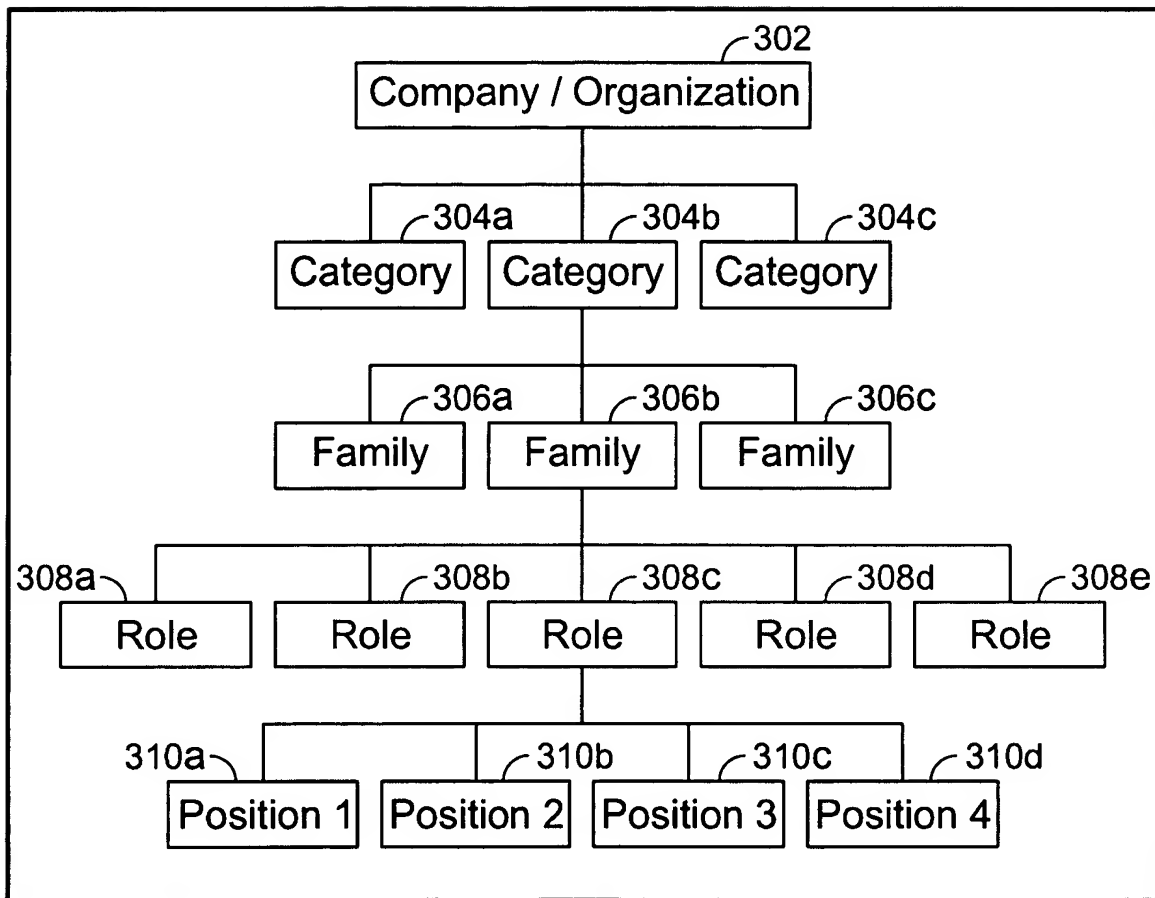 302
Company / Organization
304a 304b 304c
Category Category Category
306a 306b 306c
Family Family Family
308a 308b 308c 308d 308e
Role Role Role Role Role
310a 310b 310c 310d
Position 1 Position 2 Position 3 Position 4